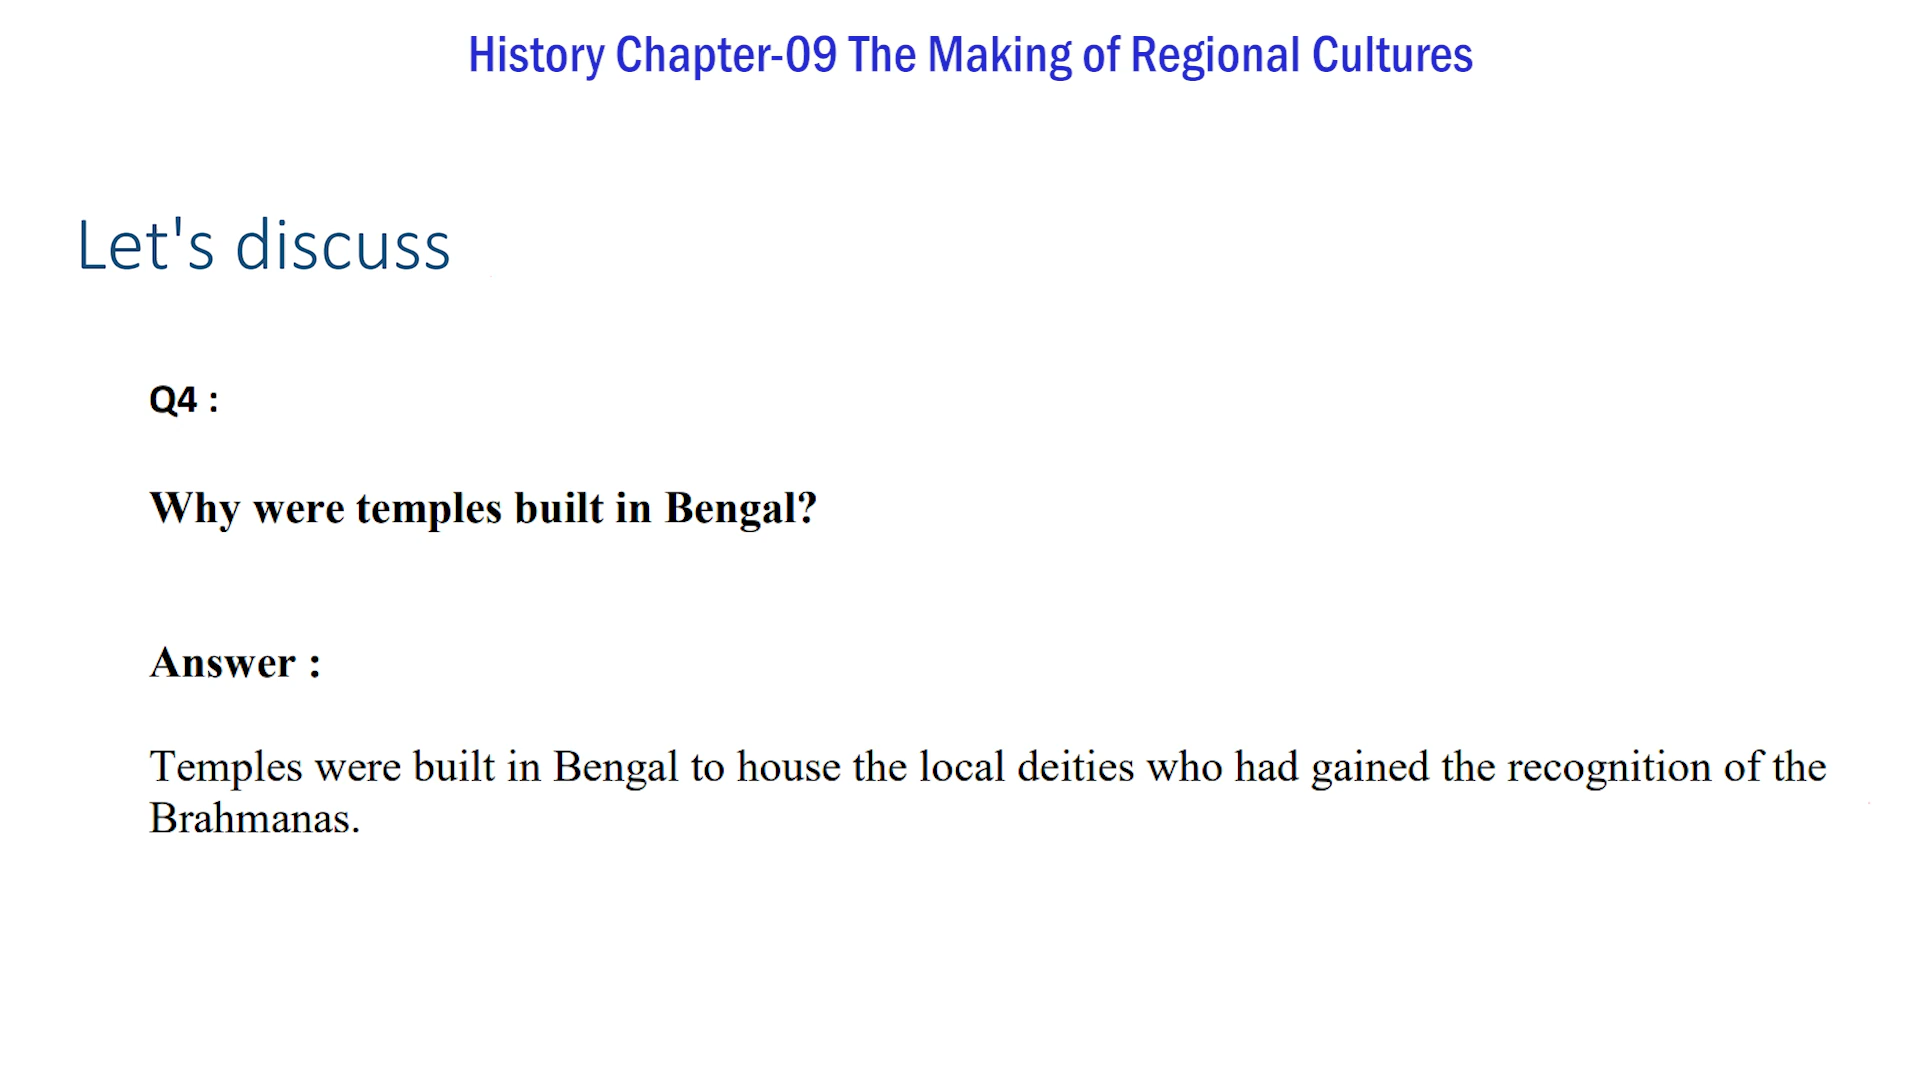 History Chapter-09 The Making of Regional Cultures
Let's discuss
Q4 :
Why were temples built in Bengal?
Answer :
Temples were built in Bengal to house the local deities who had gained the recognition of the
Brahmanas.